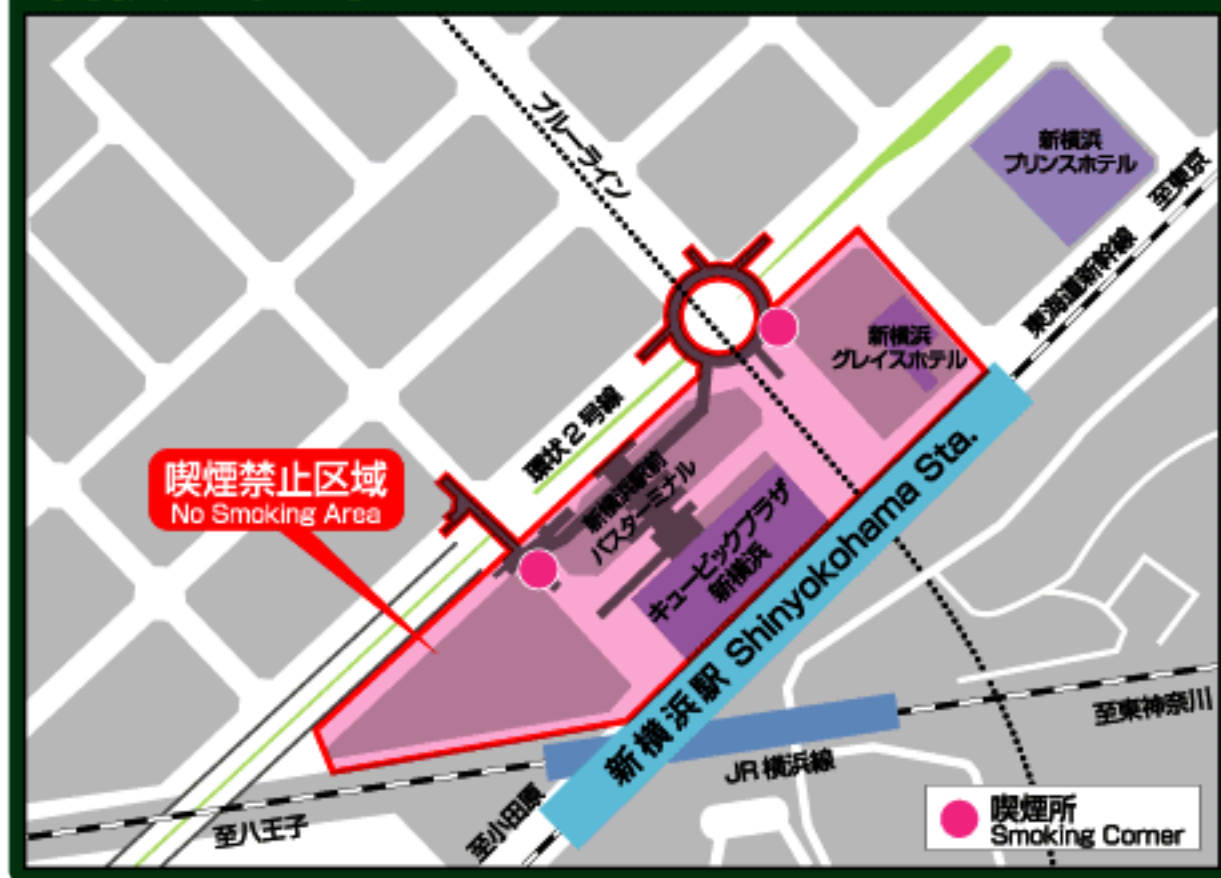 ブルーライン
新横浜
プリンスホテル
至東京
東海道新幹線
新横浜
グレイスホテル
環状2号線
喫煙禁止区域
No Smoking Area
新横浜駅前
バスターミナル
キュービックプラザ
新横浜
新横浜駅 Shinyokohama Sta.
至東神奈川
JR横浜線
至八王子
至小田原
喫煙所
Smoking Corner